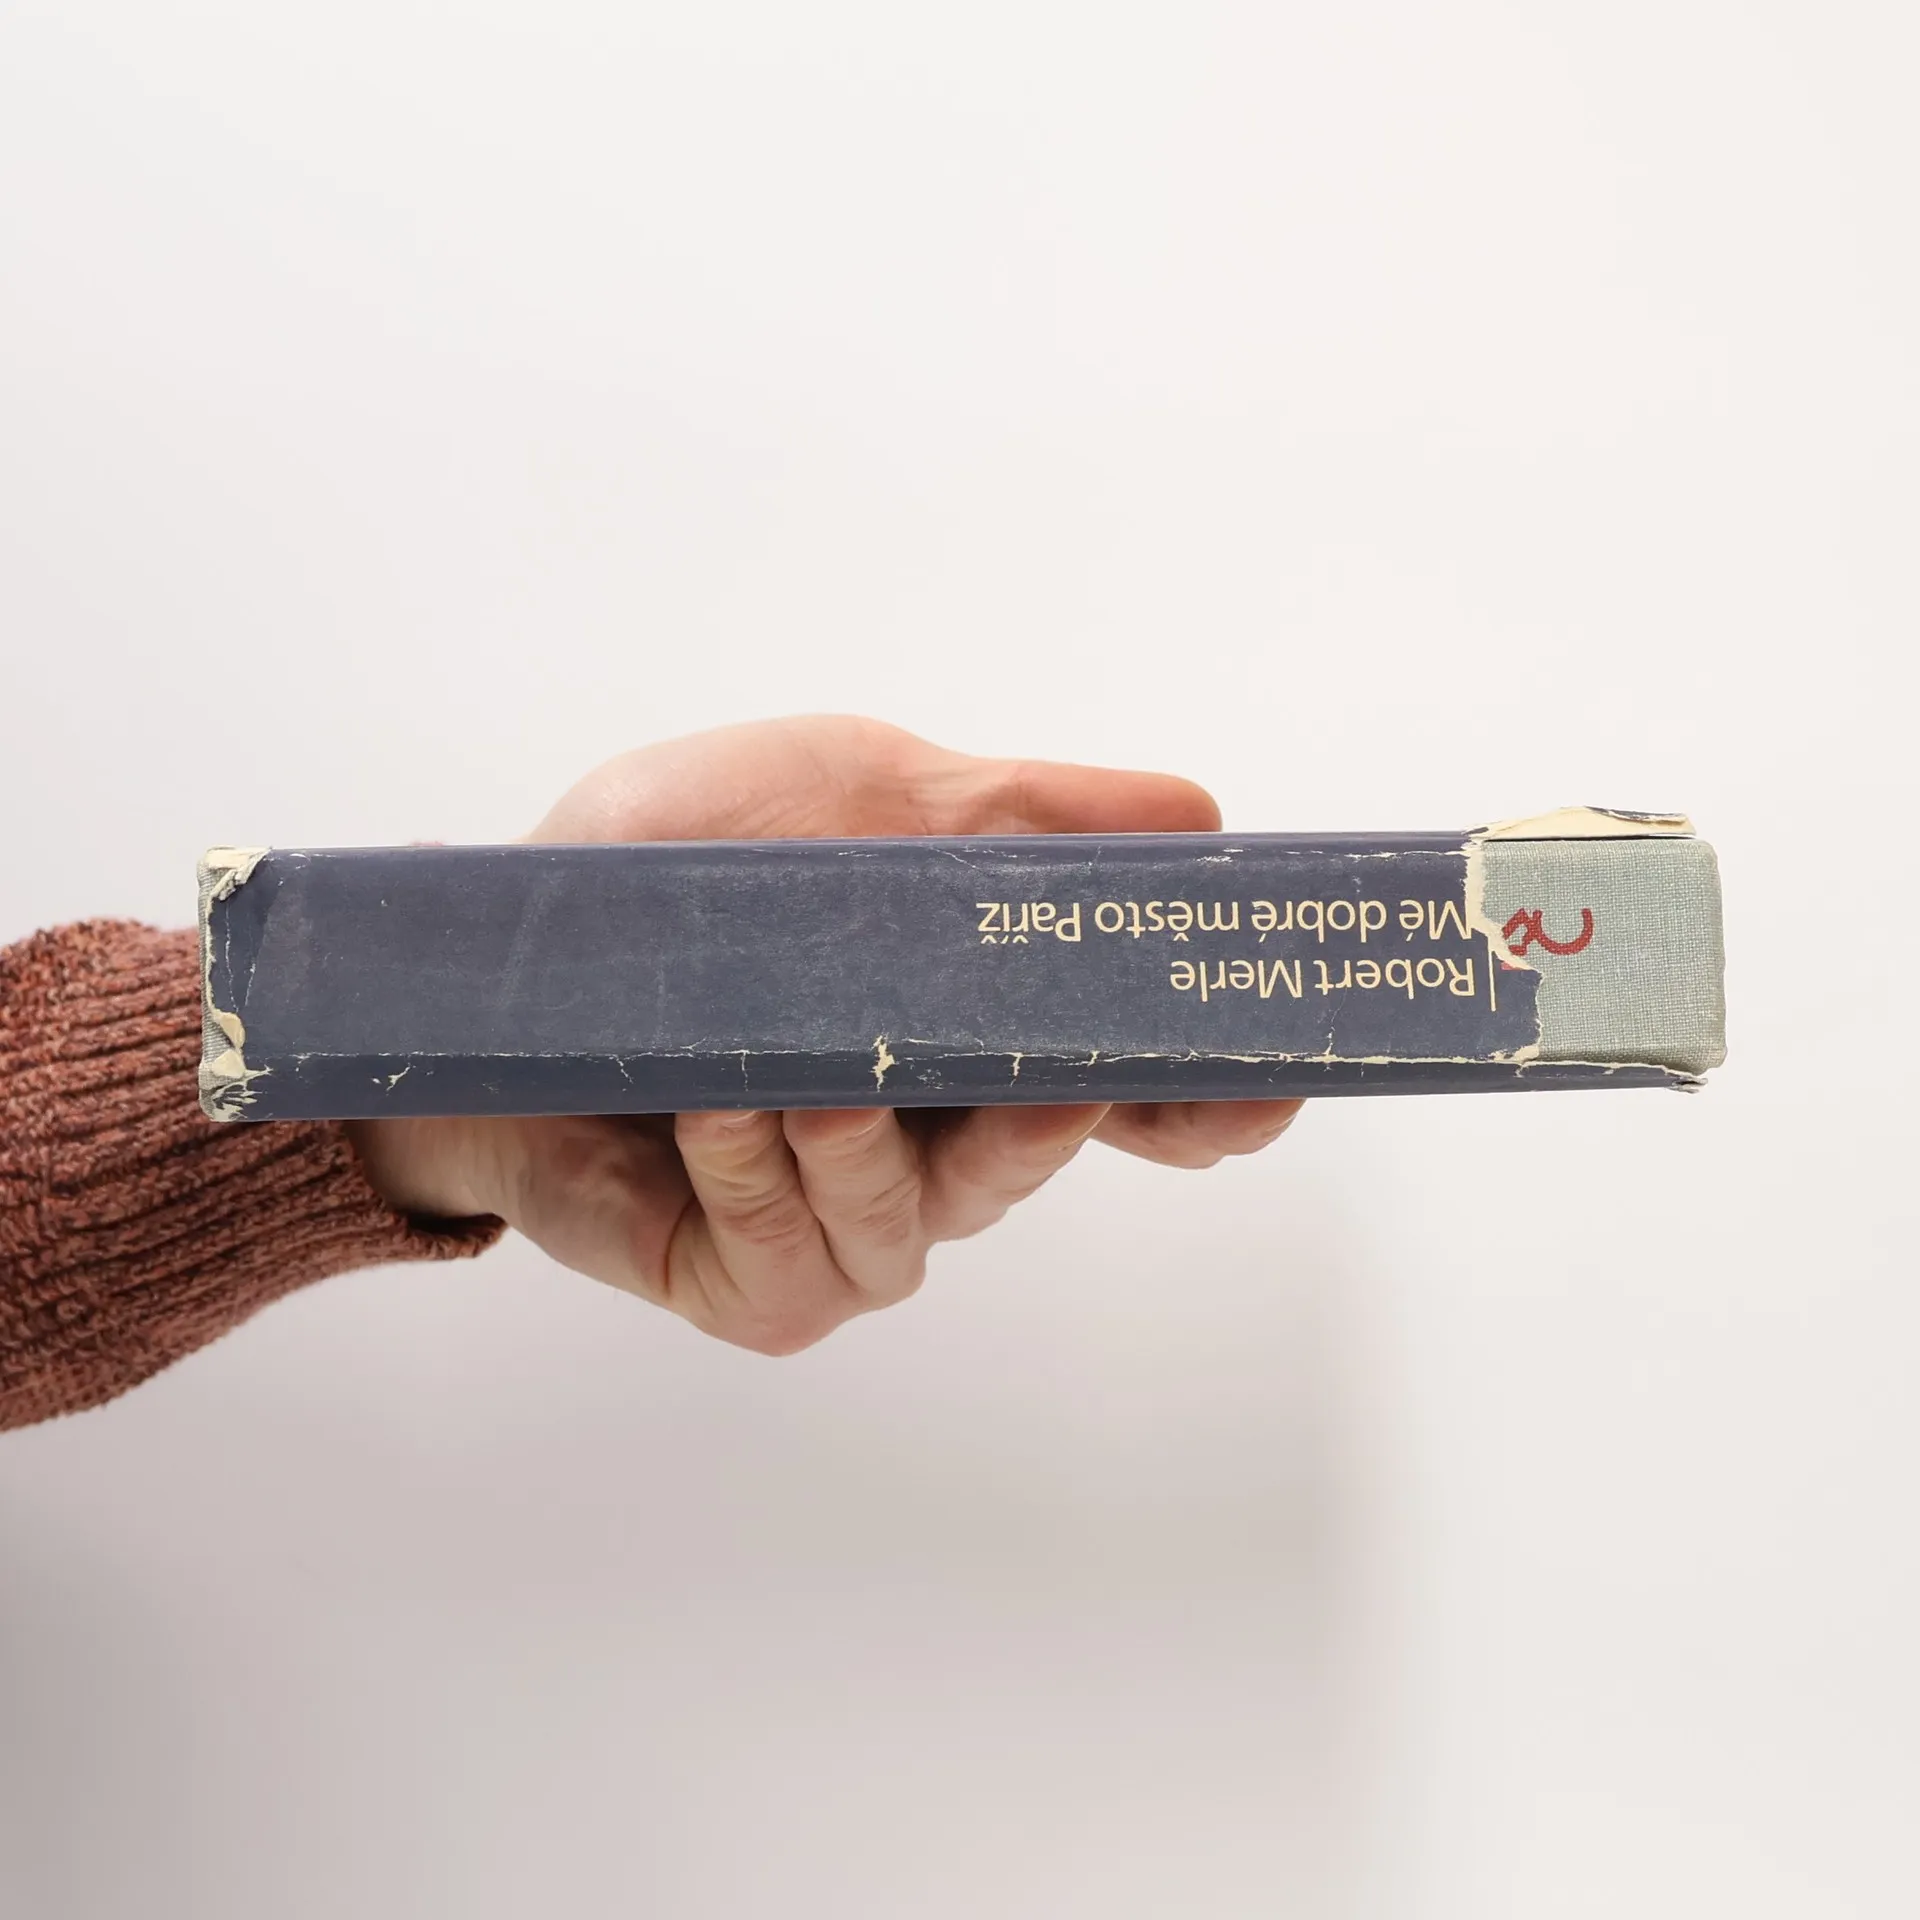 Robert Merle
Mé dobré město Paříž